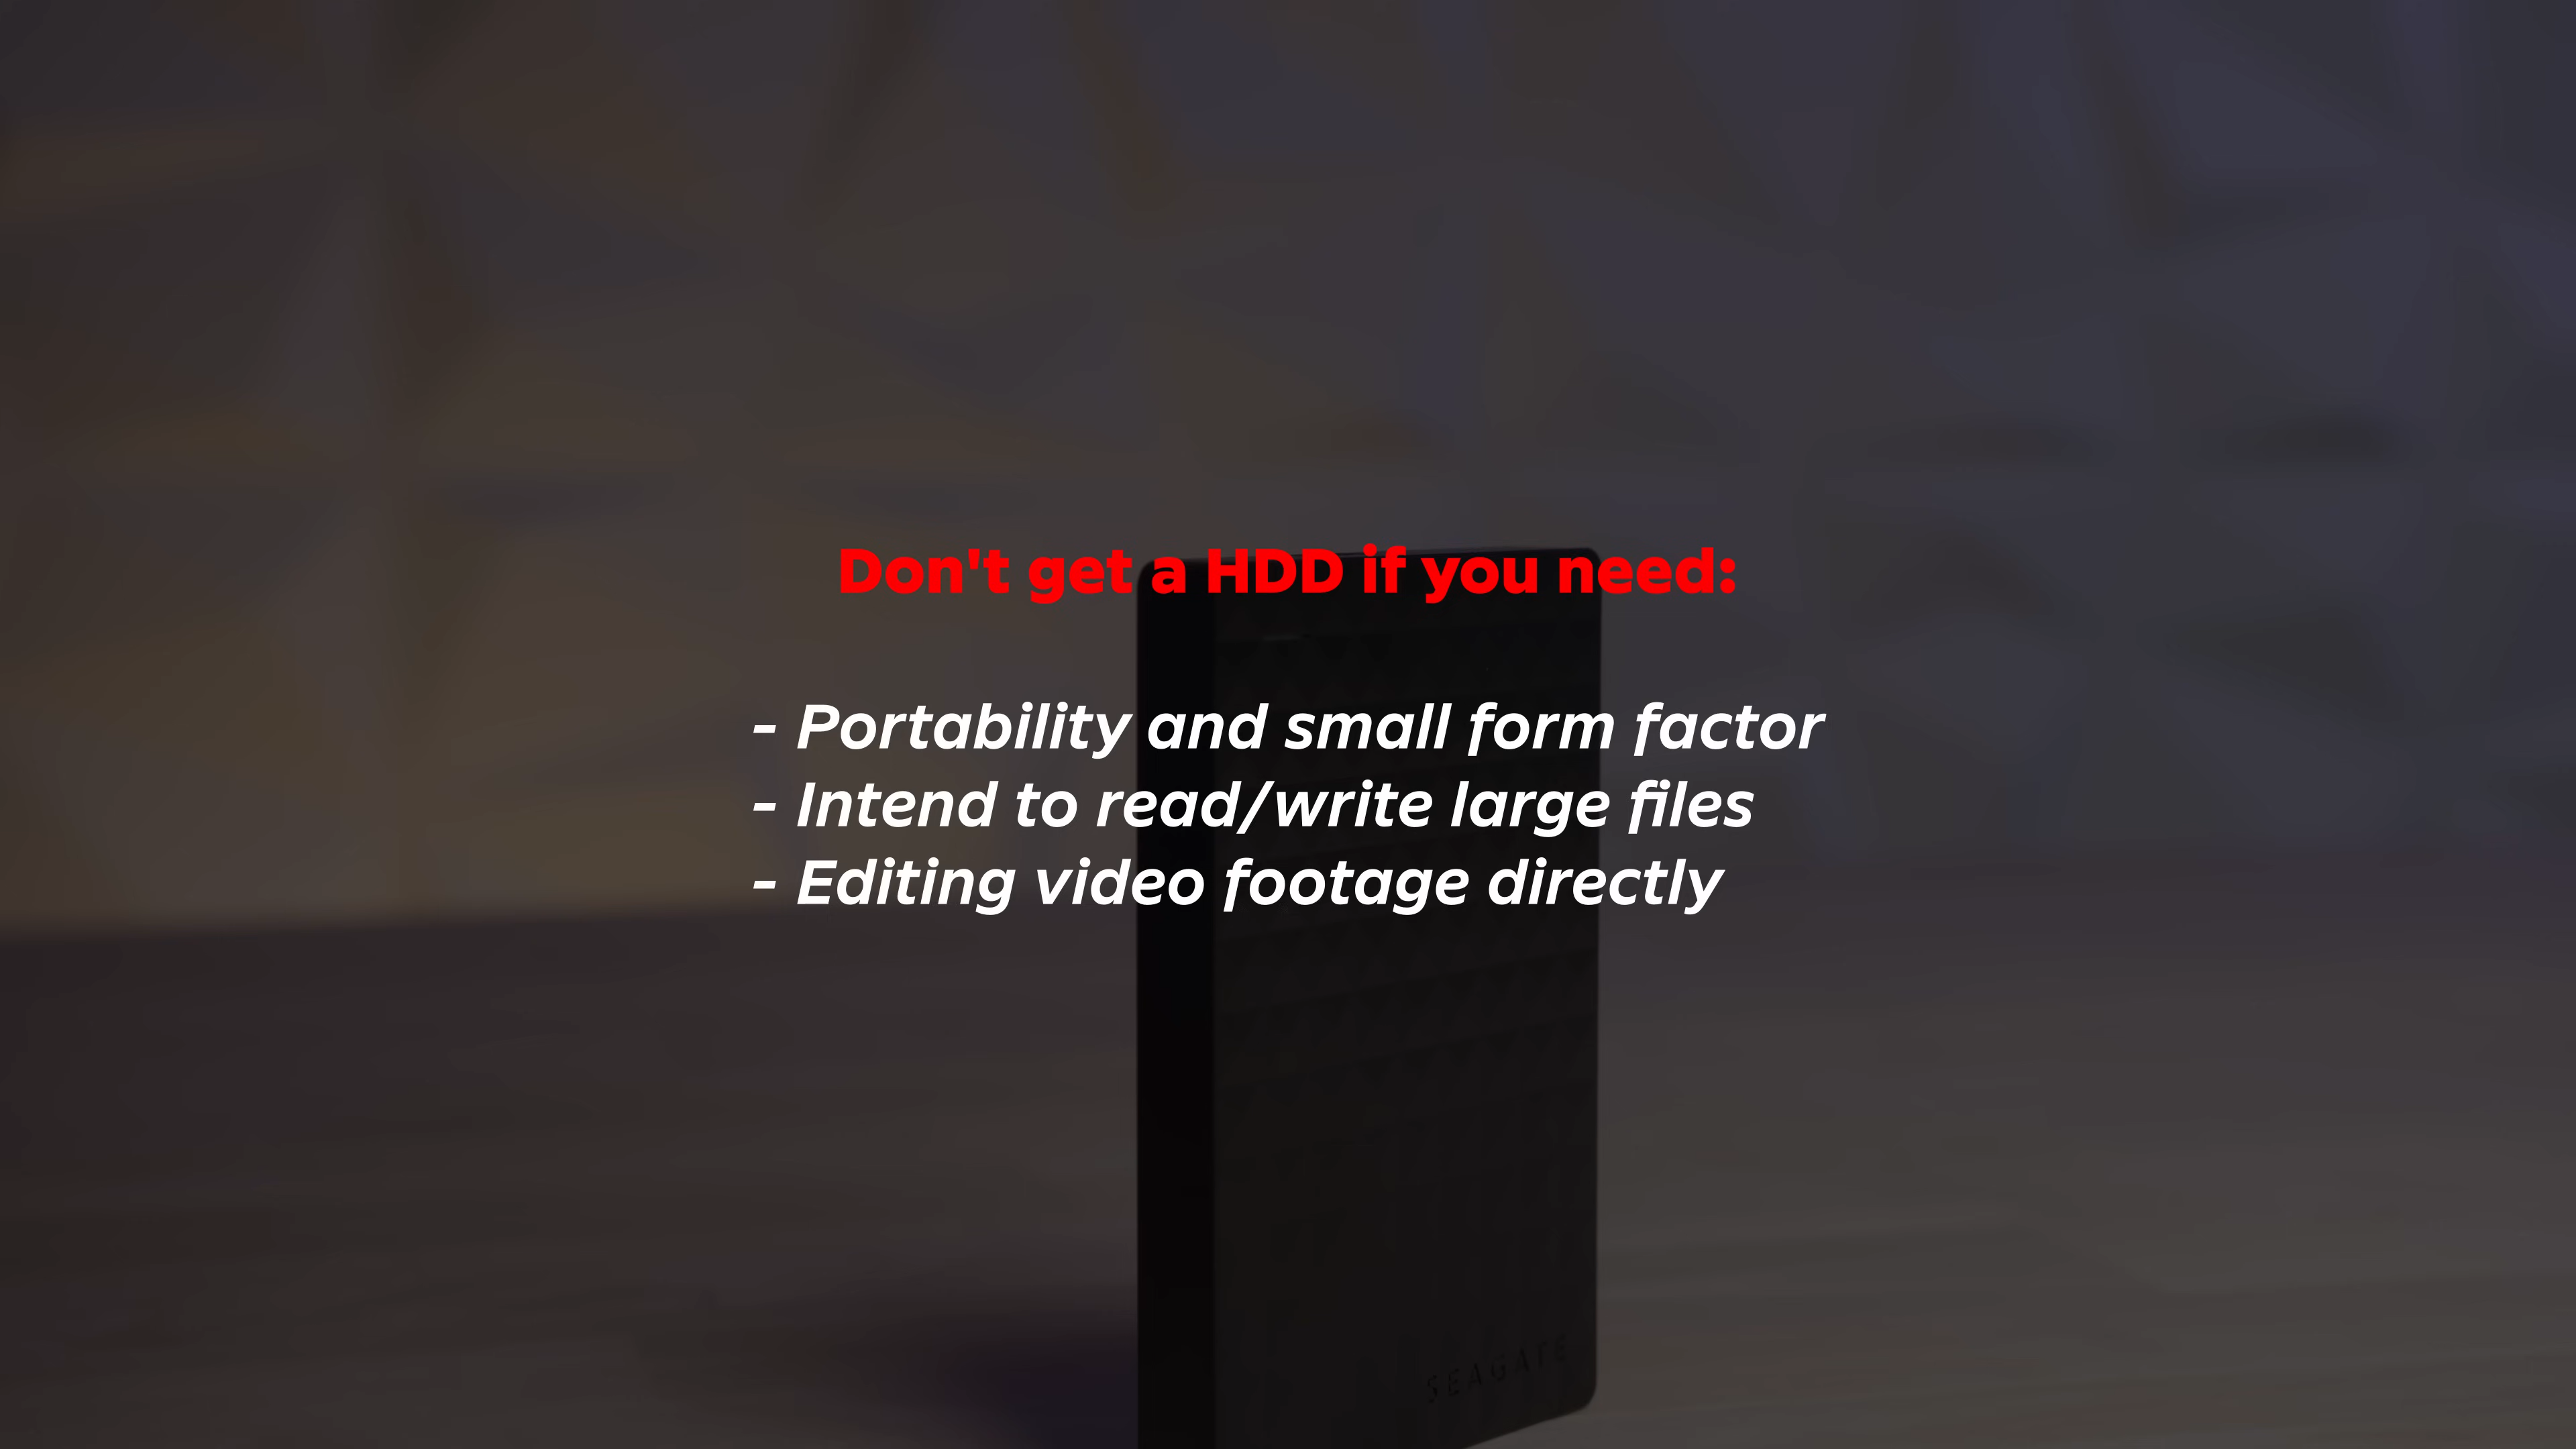 Don't get a HDD if you need:
- Portability and small form factor
- Intend to read/write large files
- Editing video footage directly
SEAGATE